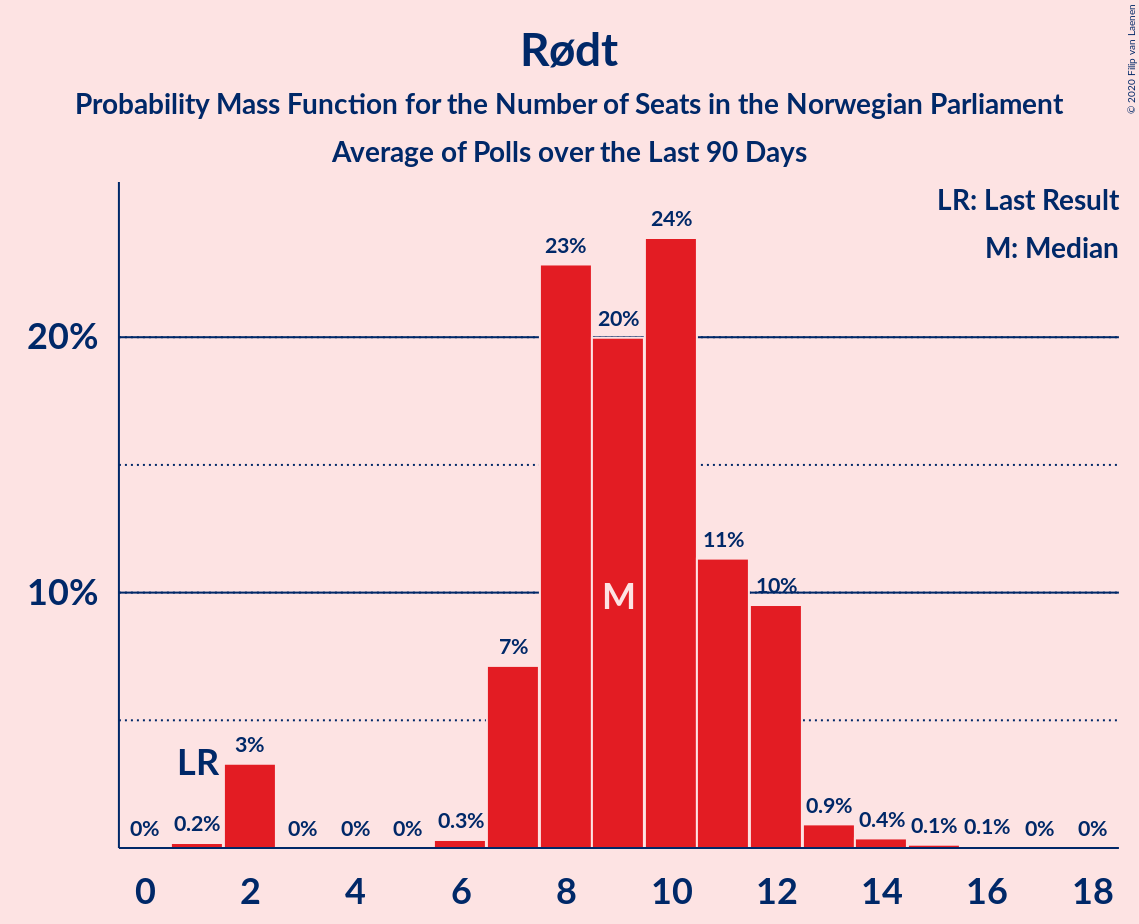 Rødt
Probability Mass Function for the Number of Seats in the Norwegian Parliament
Average of Polls over the Last 90 Days
© 2020 Filip van Laenen
LR: Last Result
M: Median
20%
10%
0%
0.2%
LR
3%
0%
0%
0%
0.3%
7%
23%
20%
M
24%
11%
10%
0.9%
0.4%
0.1%
0.1%
0%
0%
0 2 4 6 8 10 12 14 16 18